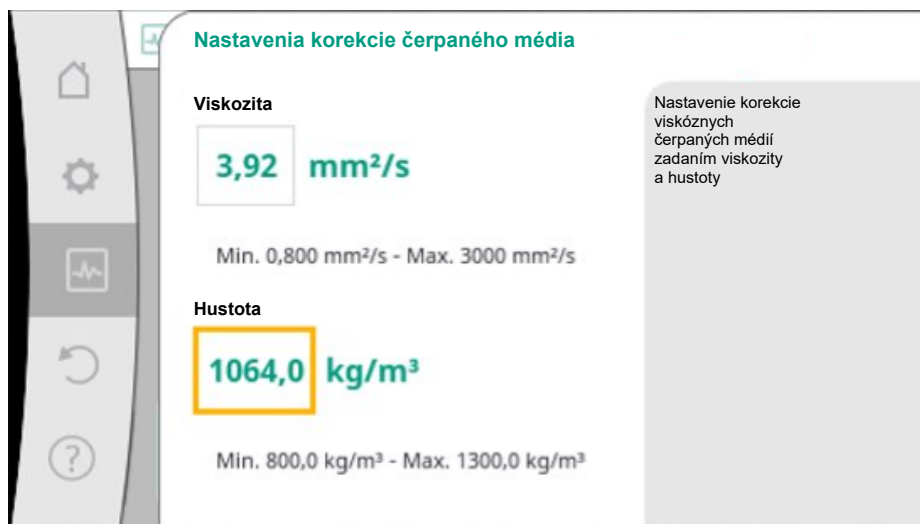 Nastavenia korekcie čerpaného média
Viskozita
3,92 mm²/s
Min. 0,800 mm²/s - Max. 3000 mm²/s
Hustota
1064,0 kg/m³
Min. 800,0 kg/m³ - Max. 1300,0 kg/m³
Nastavenie korekcie
viskóznych
čerpaných médií
zadaním viskozity
a hustoty